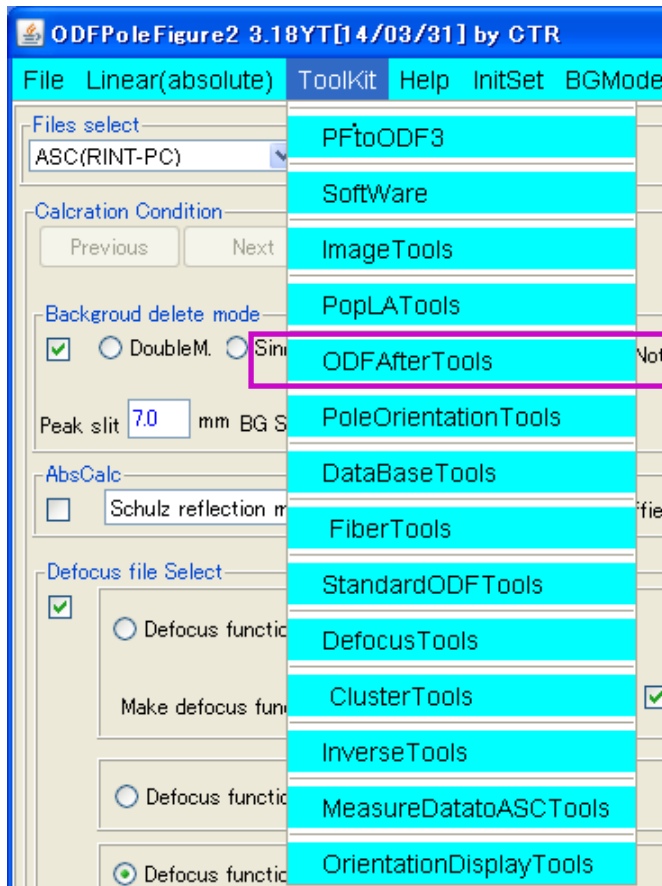 ODFPoleFigure2 3.18YT[14/03/31] by CTR
File Linear(absolute) ToolKit Help InitSet BGMode
Files select
ASC(RINT-PC)
Calcration Condition
Previous Next
Backgroud delete mode
DoubleM.
Peak slit 7.0 mm BG S
AbsCalc
Schulz reflection m
Defocus file Select
Defocus functio
Make defocus fun
Defocus functio
Defocus functio
PFtoODF3
SoftWare
ImageTools
PopLATools
ODFAfterTools
PoleOrientationTools
DataBaseTools
FiberTools
StandardODFTools
DefocusTools
ClusterTools
InverseTools
MeasureDatatoASCTools
OrientationDisplayTools
Not